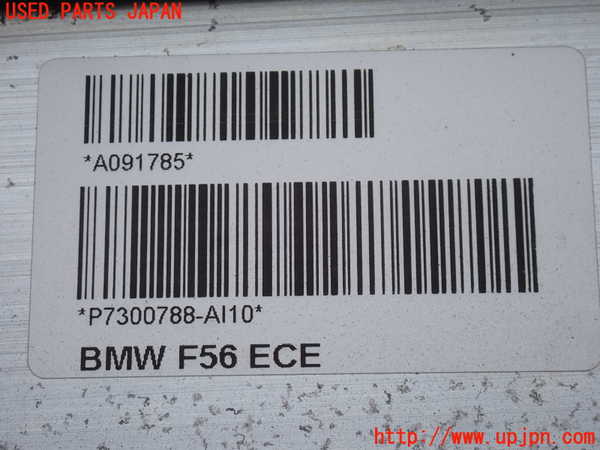 USED PARTS JAPAN
*A091785*
*P7300788-AI10*
BMW F56 ECE
http://www.upjpn.com/